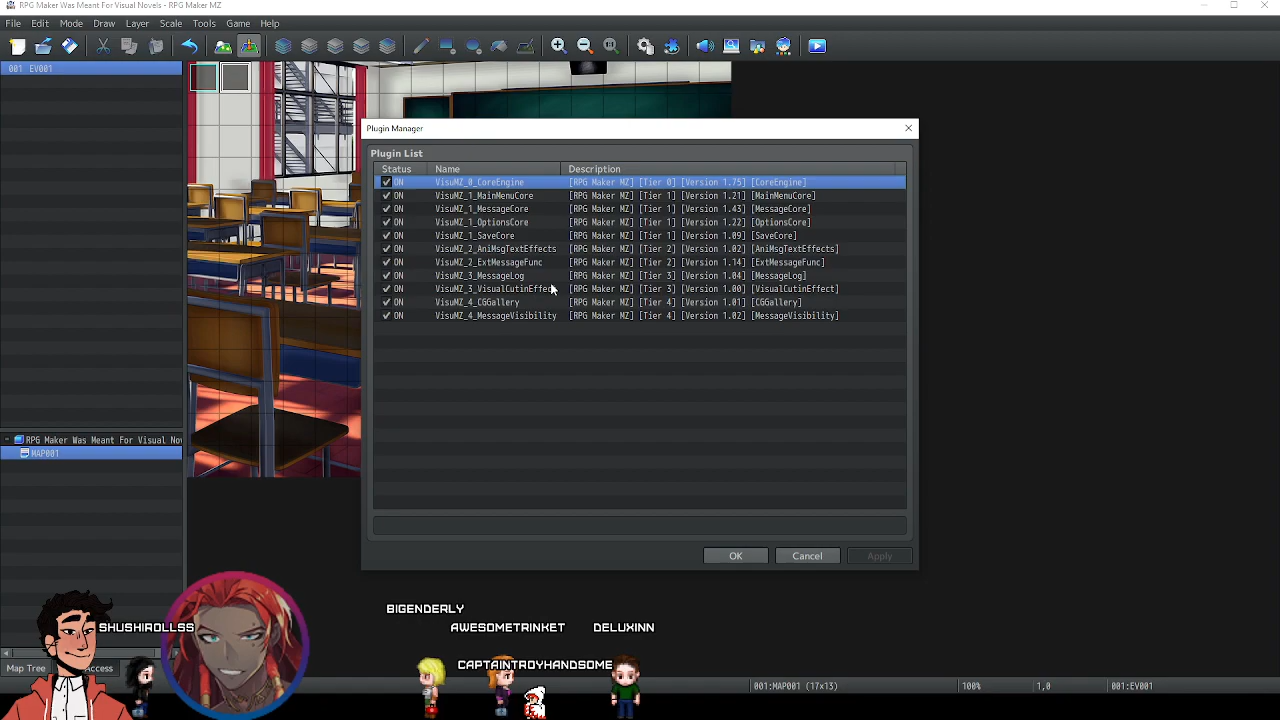 RPG Maker Was Meant For Visual Novels - RPG Maker MZ
File Edit Mode Draw Layer Scale Tools Game Help
001 EV001
Plugin Manager
Plugin List
Status Name Description
ON VisuMZ_0_CoreEngine [RPG Maker MZ] [Tier 0] [Version 1.75] [CoreEngine]
ON VisuMZ_1_MainMenuCore [RPG Maker MZ] [Tier 1] [Version 1.21] [MainMenuCore]
ON VisuMZ_1_MessageCore [RPG Maker MZ] [Tier 1] [Version 1.43] [MessageCore]
ON VisuMZ_1_OptionsCore [RPG Maker MZ] [Tier 1] [Version 1.22] [OptionsCore]
ON VisuMZ_1_SaveCore [RPG Maker MZ] [Tier 1] [Version 1.09] [SaveCore]
ON VisuMZ_2_AniMsgTextEffects [RPG Maker MZ] [Tier 2] [Version 1.02] [AniMsgTextEffects]
ON VisuMZ_2_ExtMessageFunc [RPG Maker MZ] [Tier 2] [Version 1.14] [ExtMessageFunc]
ON VisuMZ_3_MessageLog [RPG Maker MZ] [Tier 3] [Version 1.04] [MessageLog]
ON VisuMZ_3_VisualCutinEffect [RPG Maker MZ] [Tier 3] [Version 1.00] [VisualCutinEffect]
ON VisuMZ_4_CGGallery [RPG Maker MZ] [Tier 4] [Version 1.01] [CGGallery]
ON VisuMZ_4_MessageVisibility [RPG Maker MZ] [Tier 4] [Version 1.02] [MessageVisibility]
RPG Maker Was Meant For Visual Nov
MAP001
OK Cancel Apply
BIGENDERLY
SHUSHIROLLSS AWESOMETRINKET DELUXINN
CAPTAINTROYHANDSOME
Map Tree Access
001:MAP001 (17x13) 100% 1,0 001:EV001